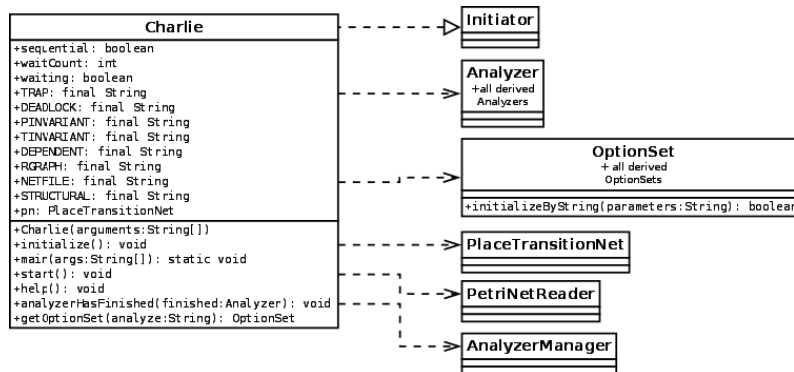 Charlie
+sequential: boolean
+waitCount: int
+waiting: boolean
+TRAP: final String
+DEADLOCK: final String
+PINVARIANT: final String
+TINVARIANT: final String
+DEPENDENT: final String
+RGRAPH: final String
+NETFILE: final String
+STRUCTURAL: final String
+pn: PlaceTransitionNet
+Charlie(arguments:String[])
+initialize(): void
+main(args:String[]): static void
+start(): void
+help(): void
+analyzerHasFinished(finished:Analyzer): void
+getOptionSet(analyze:String): OptionSet
Initiator
Analyzer
+all derived
Analyzers
OptionSet
+ all derived
OptionSets
+initializeByString(parameters:String): boolean
PlaceTransitionNet
PetriNetReader
AnalyzerManager